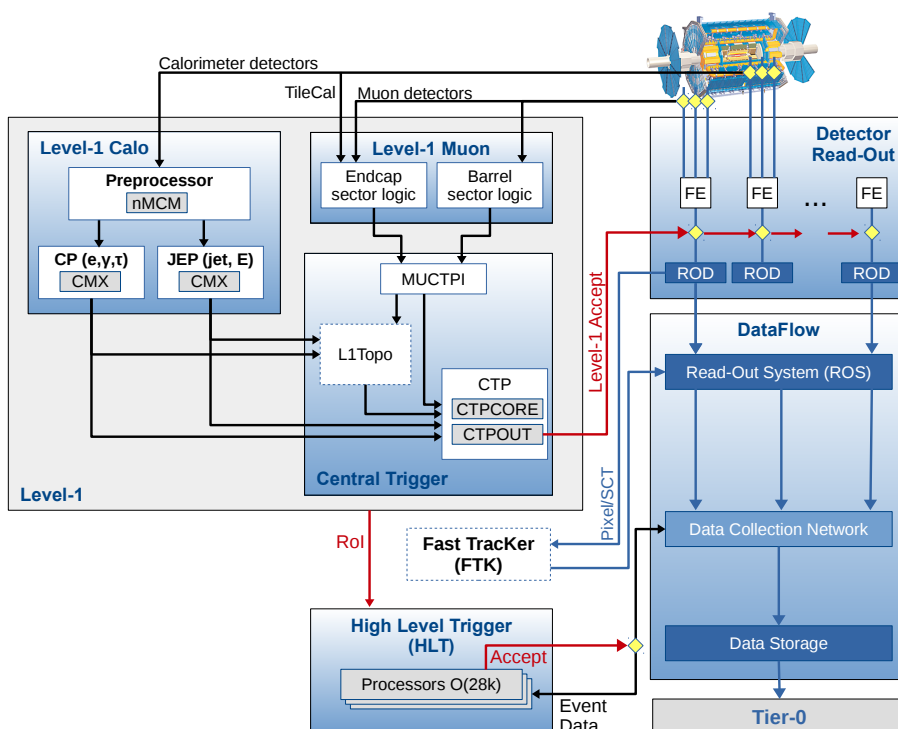 Calorimeter detectors
TileCal
Muon detectors
Level-1 Calo
Preprocessor
nMCM
CP (e,γ,τ)
CMX
JEP (jet, E)
CMX
Level-1 Muon
Endcap
sector logic
Barrel
sector logic
MUCTPI
L1Topo
CTP
CTPCORE
CTPOUT
Central Trigger
Level-1
Level-1 Accept
Detector
Read-Out
FE
FE
...
FE
ROD
ROD
ROD
DataFlow
Read-Out System (ROS)
Pixel/SCT
Data Collection Network
Data Storage
Tier-0
RoI
Fast TracKer
(FTK)
High Level Trigger
(HLT)
Accept
Processors O(28k)
Event
Data